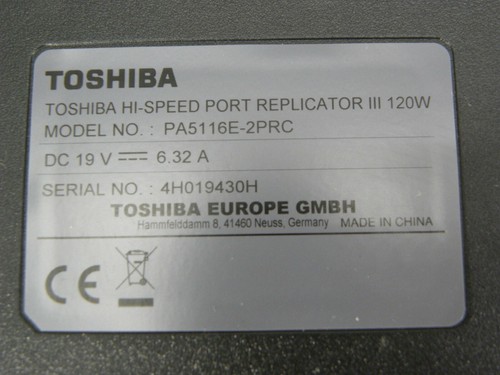 TOSHIBA
TOSHIBA HI-SPEED PORT REPLICATOR III 120W
MODEL NO. : PA5116E-2PRC
DC 19 V ⎓ 6.32 A
SERIAL NO. : 4H019430H
TOSHIBA EUROPE GMBH
Hammfelddamm 8, 41460 Neuss, Germany MADE IN CHINA
CE